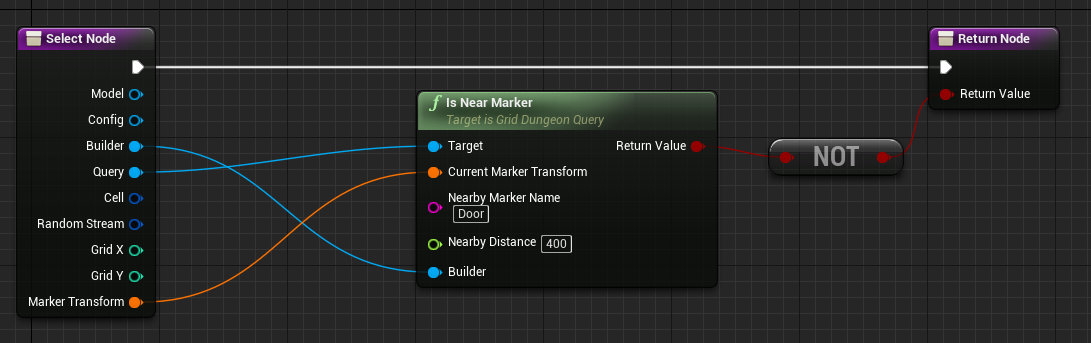 Select Node
Model
Config
Builder
Query
Cell
Random Stream
Grid X
Grid Y
Marker Transform
f Is Near Marker
Target is Grid Dungeon Query
Target Return Value
Current Marker Transform
Nearby Marker Name
Door
Nearby Distance 400
Builder
NOT
Return Node
Return Value